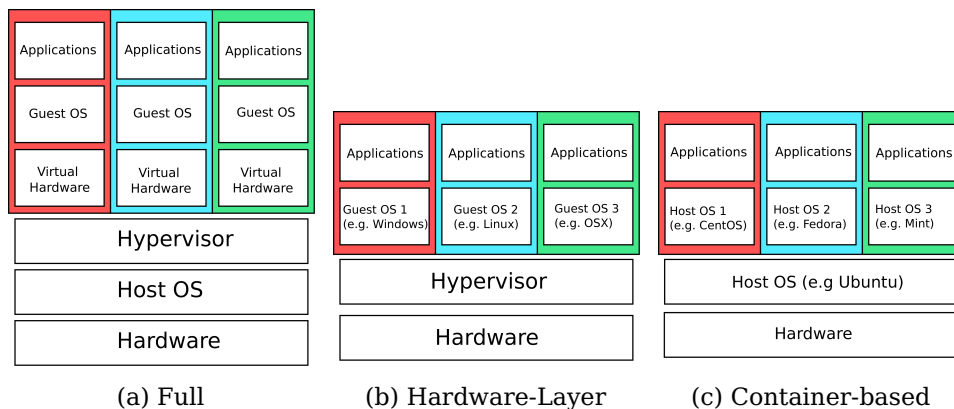 Applications
Applications
Applications
Guest OS
Guest OS
Guest OS
Virtual
Hardware
Virtual
Hardware
Virtual
Hardware
Hypervisor
Host OS
Hardware
(a) Full
Applications
Applications
Applications
Guest OS 1
(e.g. Windows)
Guest OS 2
(e.g. Linux)
Guest OS 3
(e.g. OSX)
Hypervisor
Hardware
(b) Hardware-Layer
Applications
Applications
Applications
Host OS 1
(e.g. CentOS)
Host OS 2
(e.g. Fedora)
Host OS 3
(e.g. Mint)
Host OS (e.g Ubuntu)
Hardware
(c) Container-based